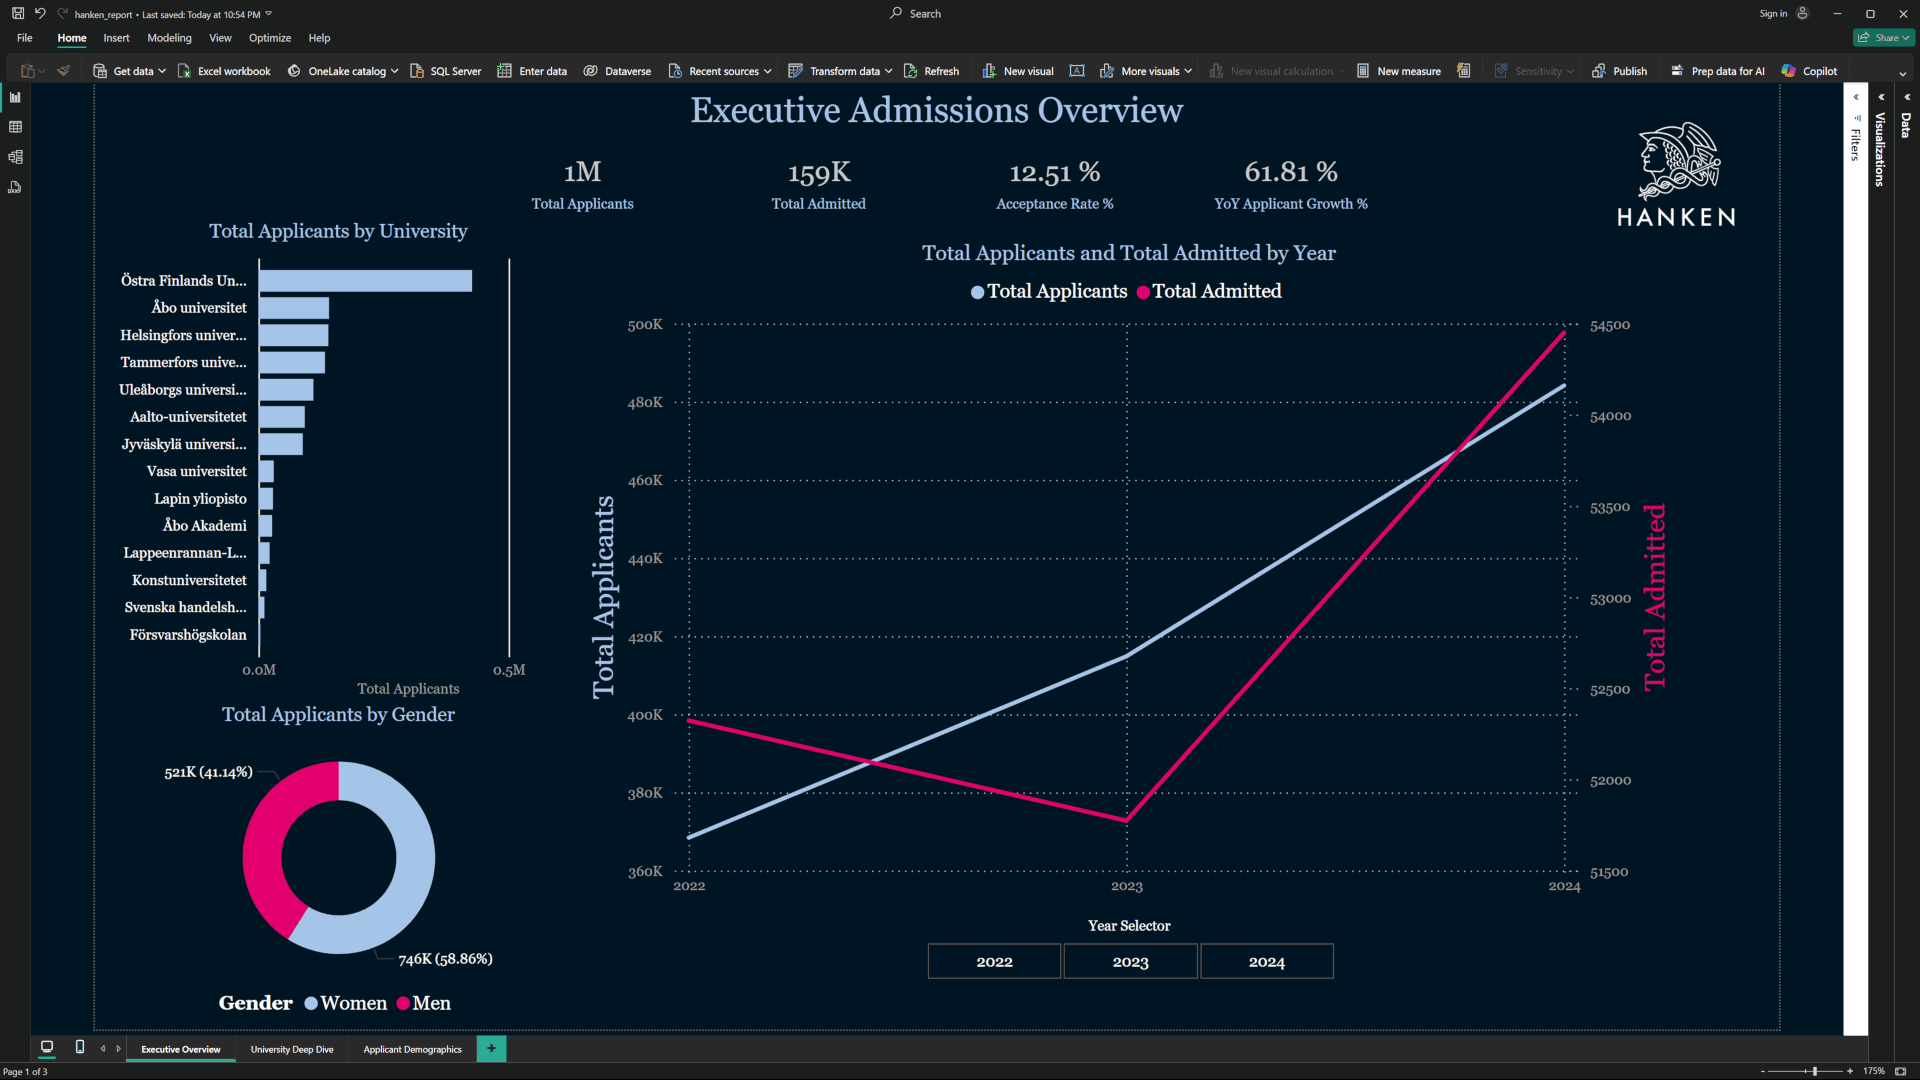 hanken_report • Last saved: Today at 10:54 PM
Search
Sign in
File Home Insert Modeling View Optimize Help
Share
Get data Excel workbook OneLake catalog SQL Server Enter data Dataverse Recent sources Transform data Refresh New visual More visuals New visual calculation New measure Sensitivity Publish Prep data for AI Copilot
Executive Admissions Overview
HANKEN
1M
Total Applicants
159K
Total Admitted
12.51 %
Acceptance Rate %
61.81 %
YoY Applicant Growth %
Total Applicants by University
Östra Finlands Un...
Åbo universitet
Helsingfors univer...
Tammerfors unive...
Uleåborgs universi...
Aalto-universitetet
Jyväskylä universi...
Vasa universitet
Lapin yliopisto
Åbo Akademi
Lappeenrannan-L...
Konstuniversitetet
Svenska handelsh...
Försvarshögskolan
0.0M 0.5M
Total Applicants
Total Applicants by Gender
521K (41.14%)
746K (58.86%)
Gender Women Men
Total Applicants and Total Admitted by Year
Total Applicants Total Admitted
500K
480K
460K
440K
420K
400K
380K
360K
Total Applicants
54500
54000
53500
53000
52500
52000
51500
Total Admitted
2022 2023 2024
Year Selector
2022 2023 2024
Filters
Visualizations
Data
Executive Overview University Deep Dive Applicant Demographics +
Page 1 of 3
- + 175%